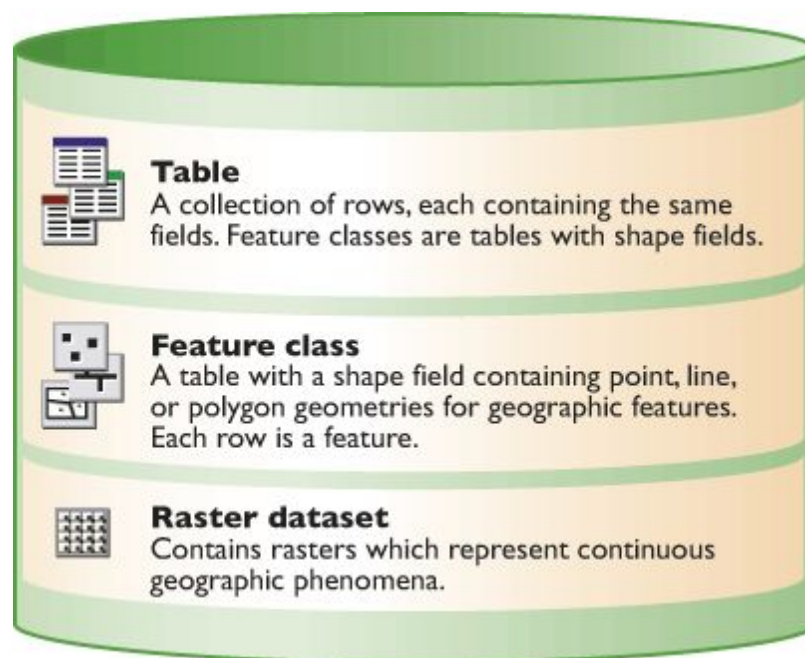 Table
A collection of rows, each containing the same
fields. Feature classes are tables with shape fields.
Feature class
A table with a shape field containing point, line,
or polygon geometries for geographic features.
Each row is a feature.
Raster dataset
Contains rasters which represent continuous
geographic phenomena.